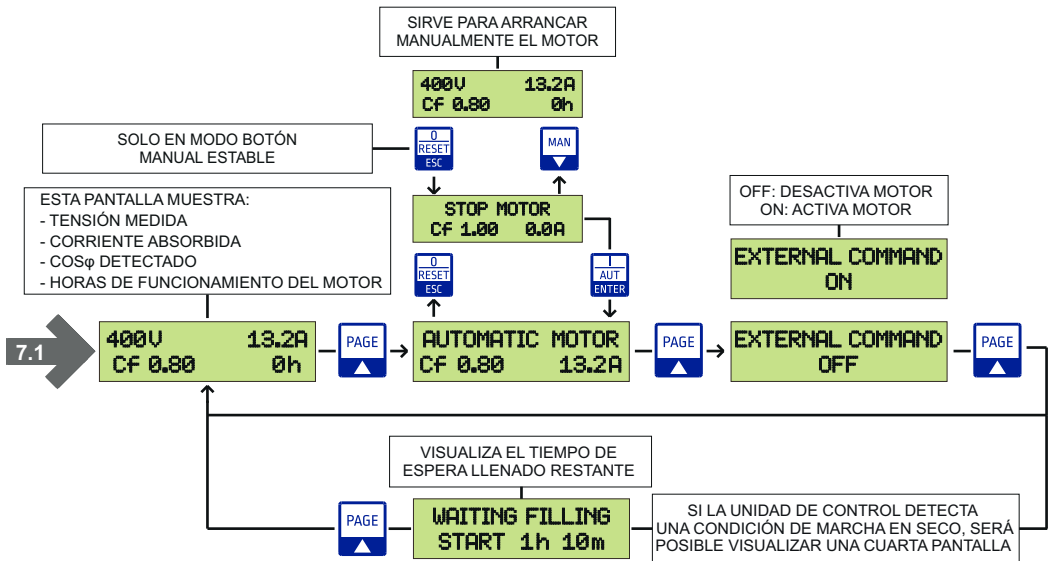 SIRVE PARA ARRANCAR
MANUALMENTE EL MOTOR
400V 13.2A
Cf 0.80 0h
SOLO EN MODO BOTÓN
MANUAL ESTABLE
0
RESET
ESC
MAN
ESTA PANTALLA MUESTRA:
- TENSIÓN MEDIDA
- CORRIENTE ABSORBIDA
- COSφ DETECTADO
- HORAS DE FUNCIONAMIENTO DEL MOTOR
STOP MOTOR
Cf 1.00 0.0A
OFF: DESACTIVA MOTOR
ON: ACTIVA MOTOR
0
RESET
ESC
I
AUT
ENTER
EXTERNAL COMMAND
ON
7.1
400V 13.2A
Cf 0.80 0h
PAGE
AUTOMATIC MOTOR
Cf 0.80 13.2A
PAGE
EXTERNAL COMMAND
OFF
PAGE
VISUALIZA EL TIEMPO DE
ESPERA LLENADO RESTANTE
PAGE
WAITING FILLING
START 1h 10m
SI LA UNIDAD DE CONTROL DETECTA
UNA CONDICIÓN DE MARCHA EN SECO, SERÁ
POSIBLE VISUALIZAR UNA CUARTA PANTALLA